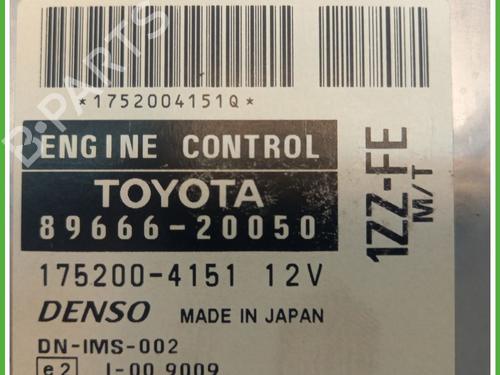 *1752004151Q*
ENGINE CONTROL
TOYOTA
89666-20050
175200-4151 12V
DENSO MADE IN JAPAN
DN-IMS-002
e2 I-00 9009
1ZZ-FE
M/T
B-PARTS